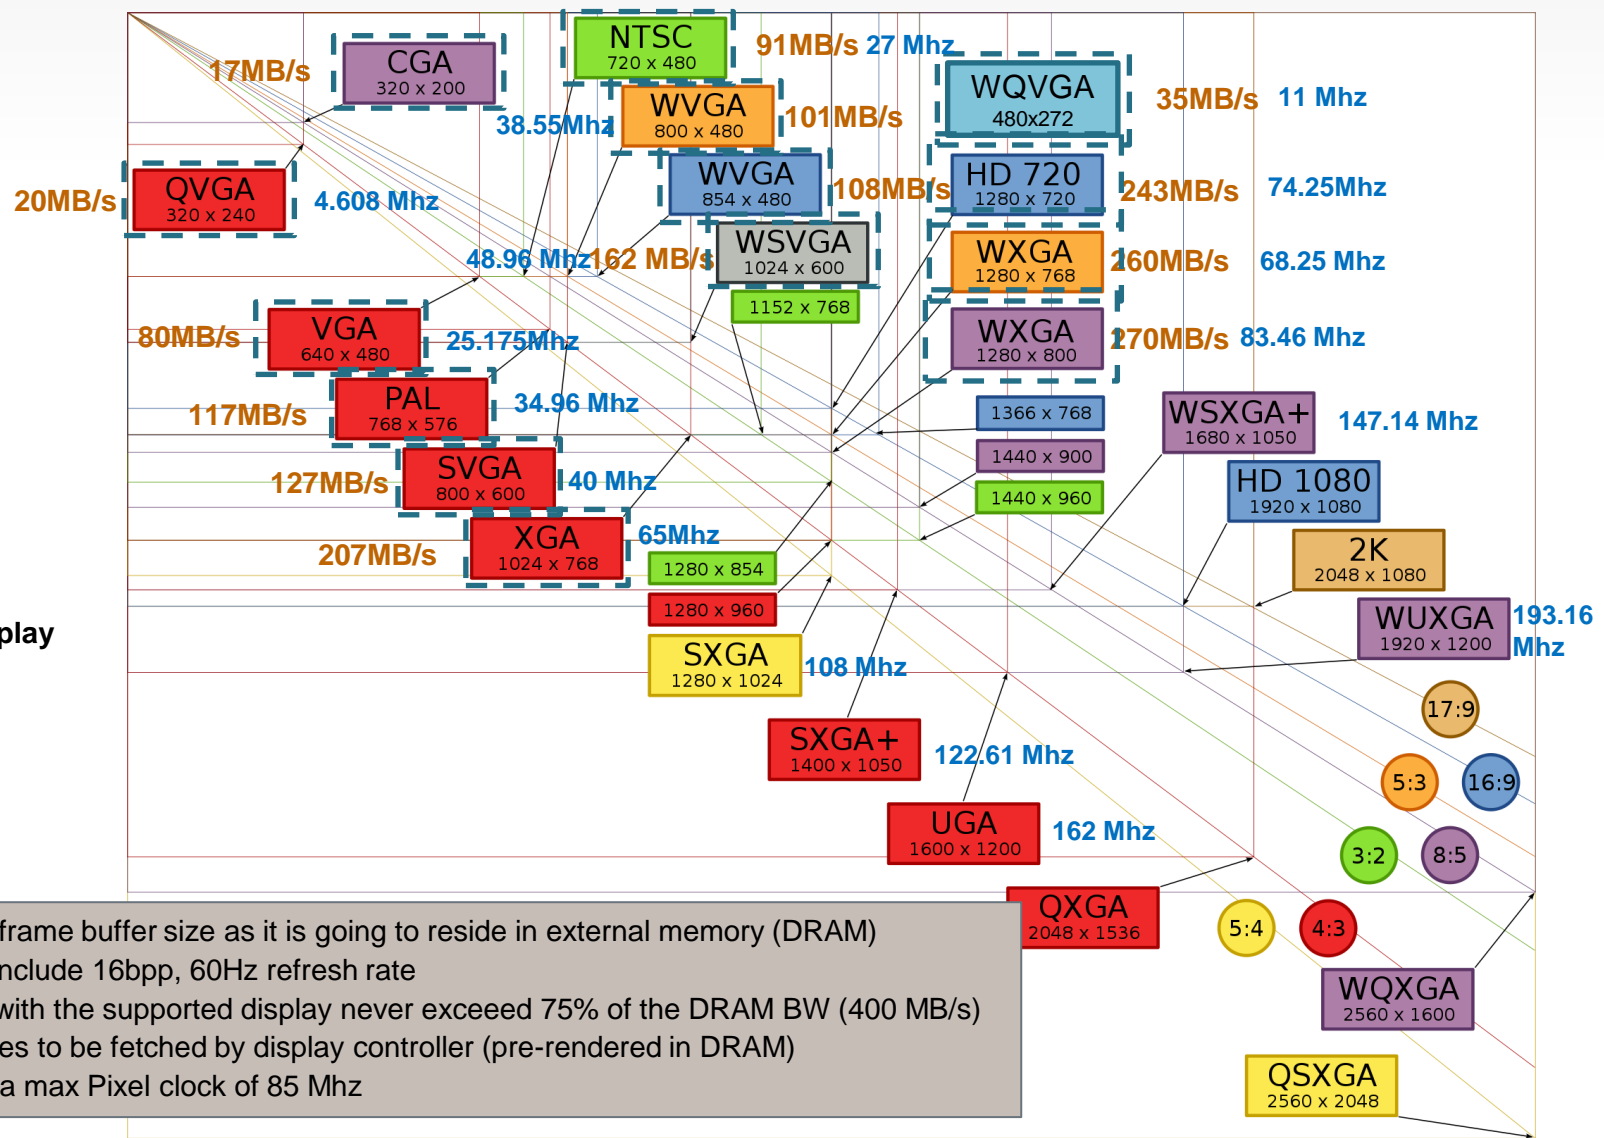 NTSC
720 x 480
91MB/s 27 Mhz
CGA
320 x 200
17MB/s
WQVGA
480x272
35MB/s 11 Mhz
38.55Mhz
WVGA
800 x 480
101MB/s
WVGA
854 x 480
108MB/s
HD 720
1280 x 720
243MB/s 74.25Mhz
20MB/s
QVGA
320 x 240
4.608 Mhz
48.96 Mhz
162 MB/s
WSVGA
1024 x 600
WXGA
1280 x 768
260MB/s 68.25 Mhz
1152 x 768
80MB/s
VGA
640 x 480
25.175Mhz
WXGA
1280 x 800
270MB/s 83.46 Mhz
117MB/s
PAL
768 x 576
34.96 Mhz
1366 x 768
WSXGA+
1680 x 1050
147.14 Mhz
1440 x 900
127MB/s
SVGA
800 x 600
40 Mhz
1440 x 960
HD 1080
1920 x 1080
207MB/s
XGA
1024 x 768
65Mhz
1280 x 854
2K
2048 x 1080
1280 x 960
play
WUXGA
1920 x 1200
193.16
Mhz
SXGA
1280 x 1024
108 Mhz
17:9
SXGA+
1400 x 1050
122.61 Mhz
5:3
16:9
UGA
1600 x 1200
162 Mhz
3:2
8:5
QXGA
2048 x 1536
5:4
4:3
WQXGA
2560 x 1600
QSXGA
2560 x 2048
frame buffer size as it is going to reside in external memory (DRAM)
nclude 16bpp, 60Hz refresh rate
with the supported display never exceeed 75% of the DRAM BW (400 MB/s)
es to be fetched by display controller (pre-rendered in DRAM)
a max Pixel clock of 85 Mhz